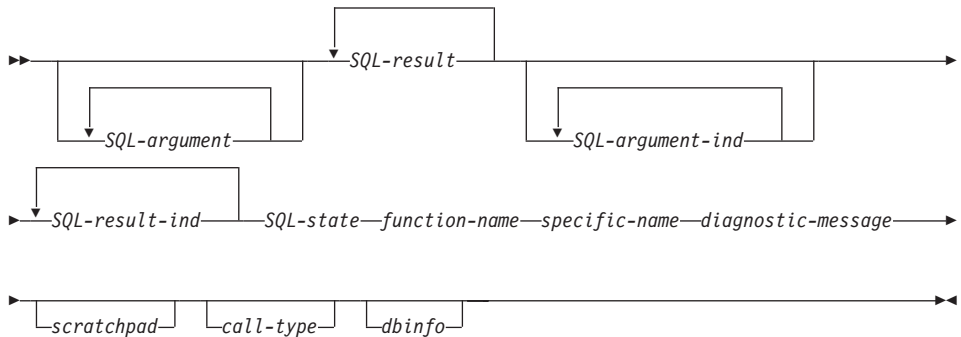 SQL-result
SQL-argument SQL-argument-ind
SQL-result-ind SQL-state function-name specific-name diagnostic-message
scratchpad call-type dbinfo